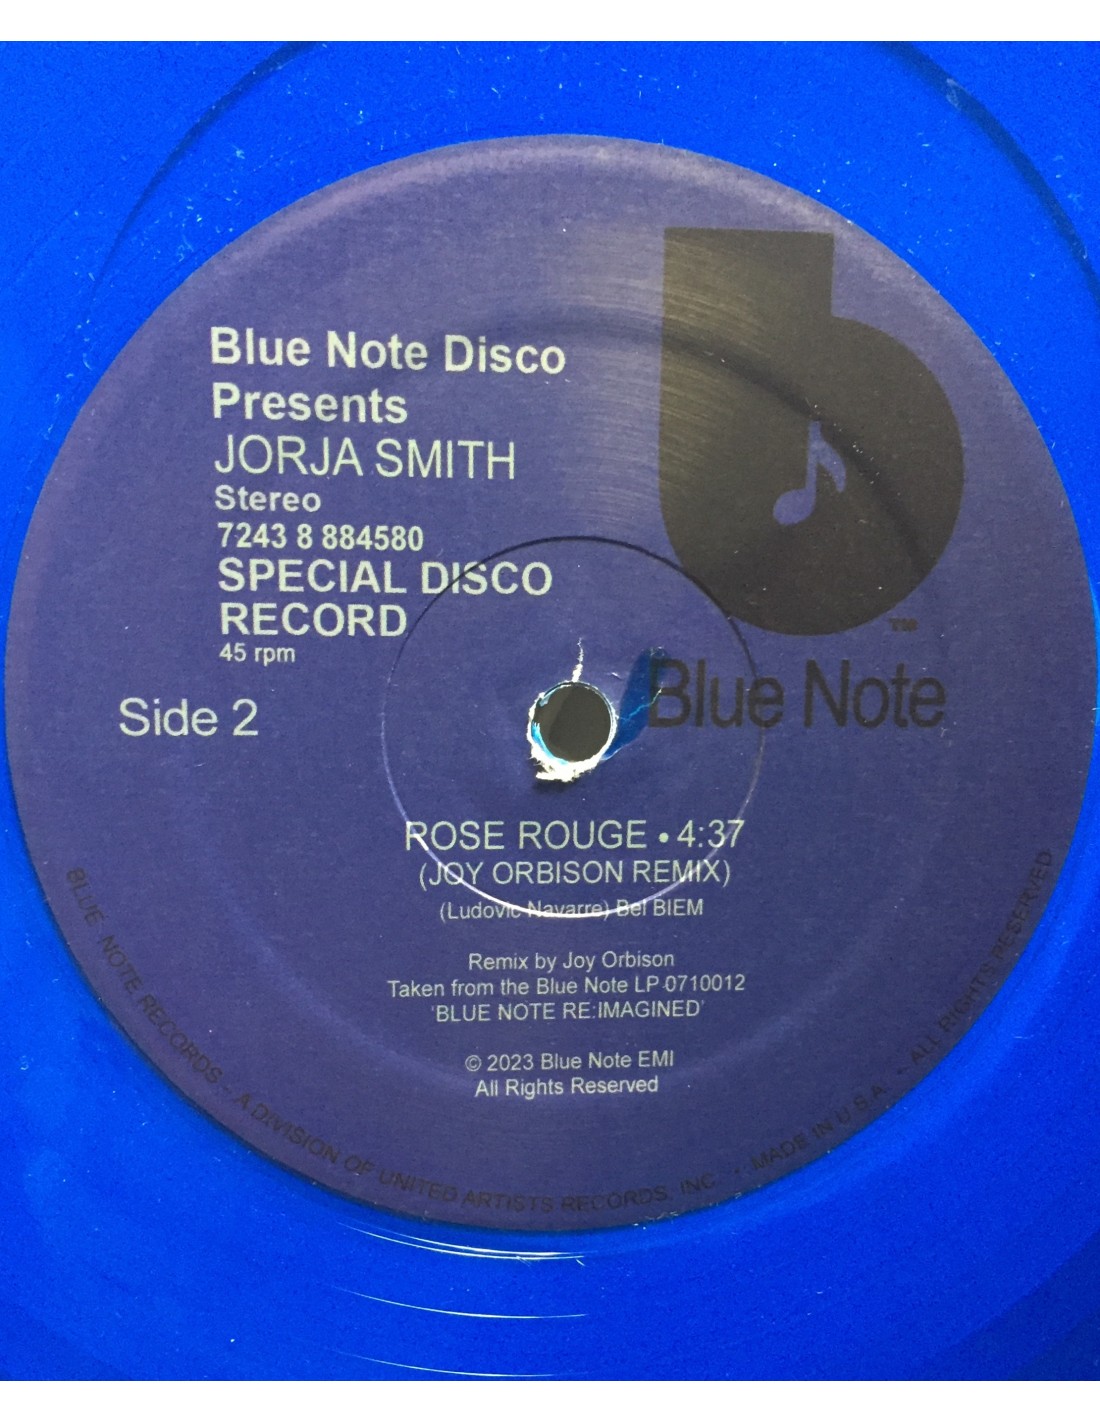 Blue Note Disco
Presents
JORJA SMITH
Stereo
7243 8 884580
SPECIAL DISCO
RECORD
45 rpm
Side 2
TM
Blue Note
ROSE ROUGE • 4:37
(JOY ORBISON REMIX)
(Ludovic Navarre) Bel BIEM
Remix by Joy Orbison
Taken from the Blue Note LP 0710012
‘BLUE NOTE RE:IMAGINED’
© 2023 Blue Note EMI
All Rights Reserved
BLUE NOTE RECORDS - A DIVISION OF UNITED ARTISTS RECORDS, INC. - MADE IN U.S.A. - ALL RIGHTS RESERVED